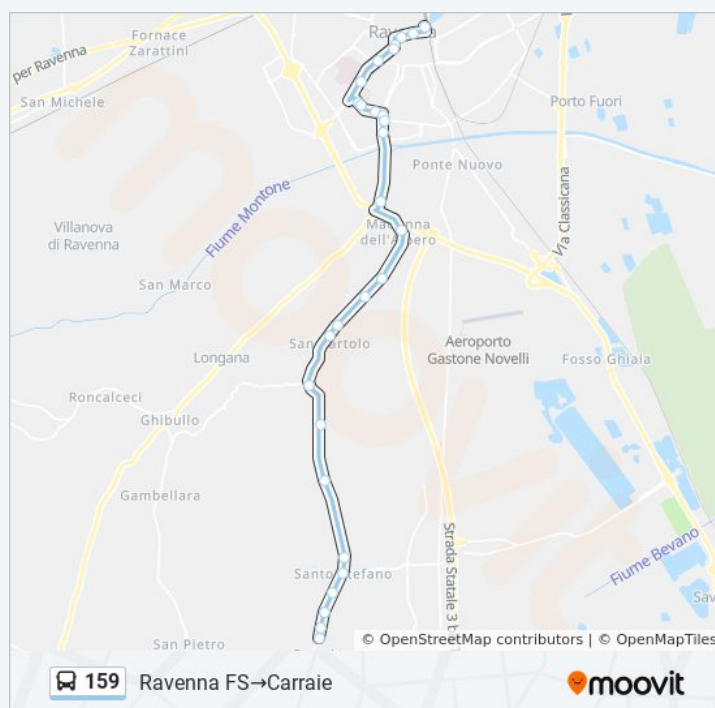 Fornace
Zarattini
Ravenna
per Ravenna
San Michele
Porto Fuori
Ponte Nuovo
Fiume Montone
Via Classicana
Villanova
di Ravenna
Madonna
dell'Albero
San Marco
Aeroporto
Gastone Novelli
San Bartolo
Longana
Fosso Ghiaia
Roncalceci
Ghibullo
Gambellara
Strada Statale 3 b
Fiume Bevano
Santo Stefano
Sav
San Pietro
© OpenStreetMap contributors | © OpenMapTiles
159 Ravenna FS→Carraie
moovit